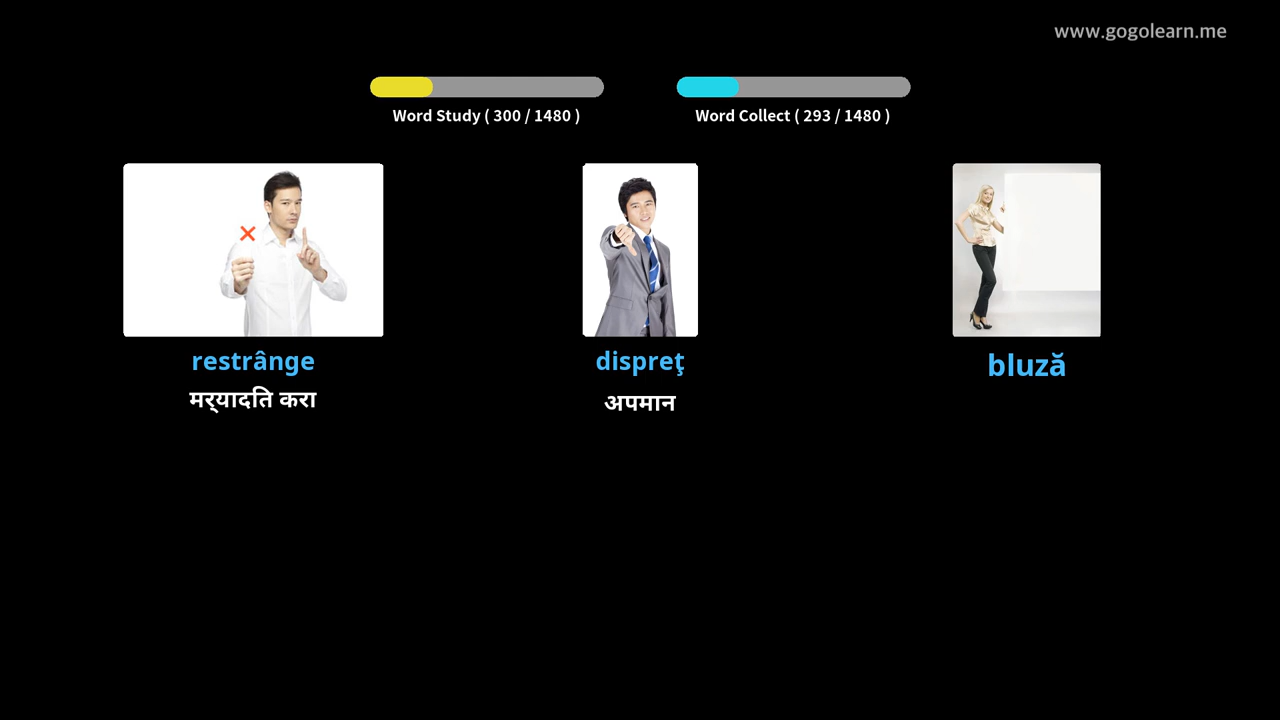 www.gogolearn.me
Word Study ( 300 / 1480 )
Word Collect ( 293 / 1480 )
restrânge
dispreţ
bluză
मर्यादति करा
अपमान